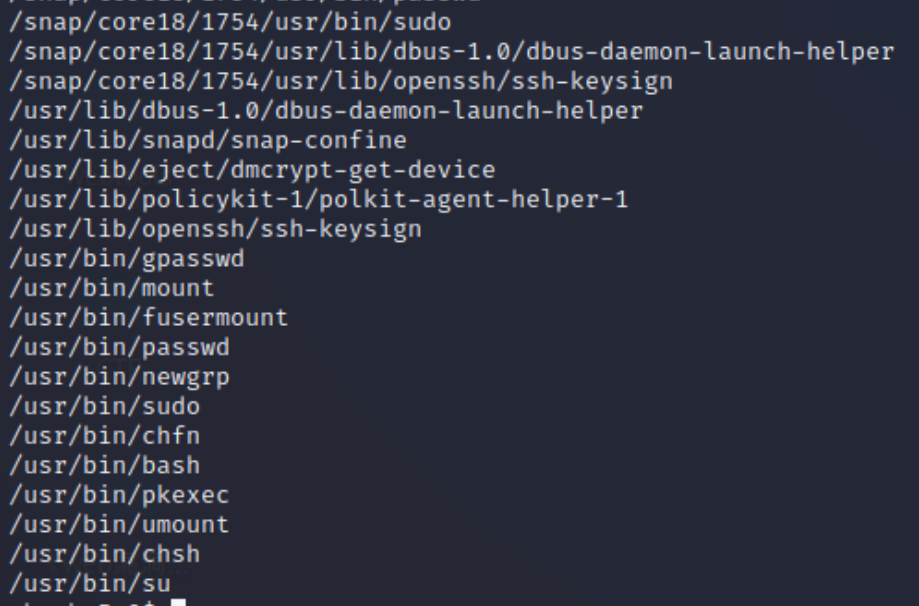 /snap/core18/1754/usr/bin/sudo
/snap/core18/1754/usr/lib/dbus-1.0/dbus-daemon-launch-helper
/snap/core18/1754/usr/lib/openssh/ssh-keysign
/usr/lib/dbus-1.0/dbus-daemon-launch-helper
/usr/lib/snapd/snap-confine
/usr/lib/eject/dmcrypt-get-device
/usr/lib/policykit-1/polkit-agent-helper-1
/usr/lib/openssh/ssh-keysign
/usr/bin/gpasswd
/usr/bin/mount
/usr/bin/fusermount
/usr/bin/passwd
/usr/bin/newgrp
/usr/bin/sudo
/usr/bin/chfn
/usr/bin/bash
/usr/bin/pkexec
/usr/bin/umount
/usr/bin/chsh
/usr/bin/su